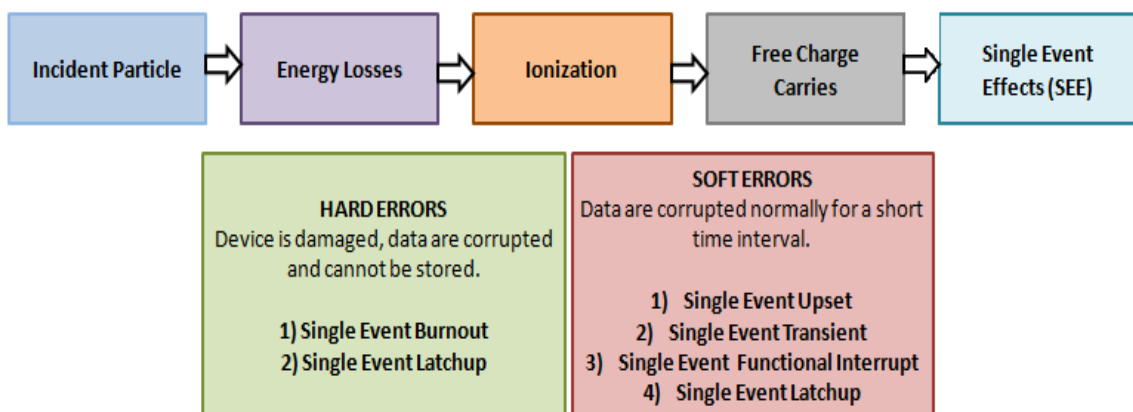 Incident Particle
Energy Losses
Ionization
Free Charge
Carries
Single Event
Effects (SEE)
HARD ERRORS
Device is damaged, data are corrupted
and cannot be stored.
1) Single Event Burnout
2) Single Event Latchup
SOFT ERRORS
Data are corrupted normally for a short
time interval.
1) Single Event Upset
2) Single Event Transient
3) Single Event Functional Interrupt
4) Single Event Latchup